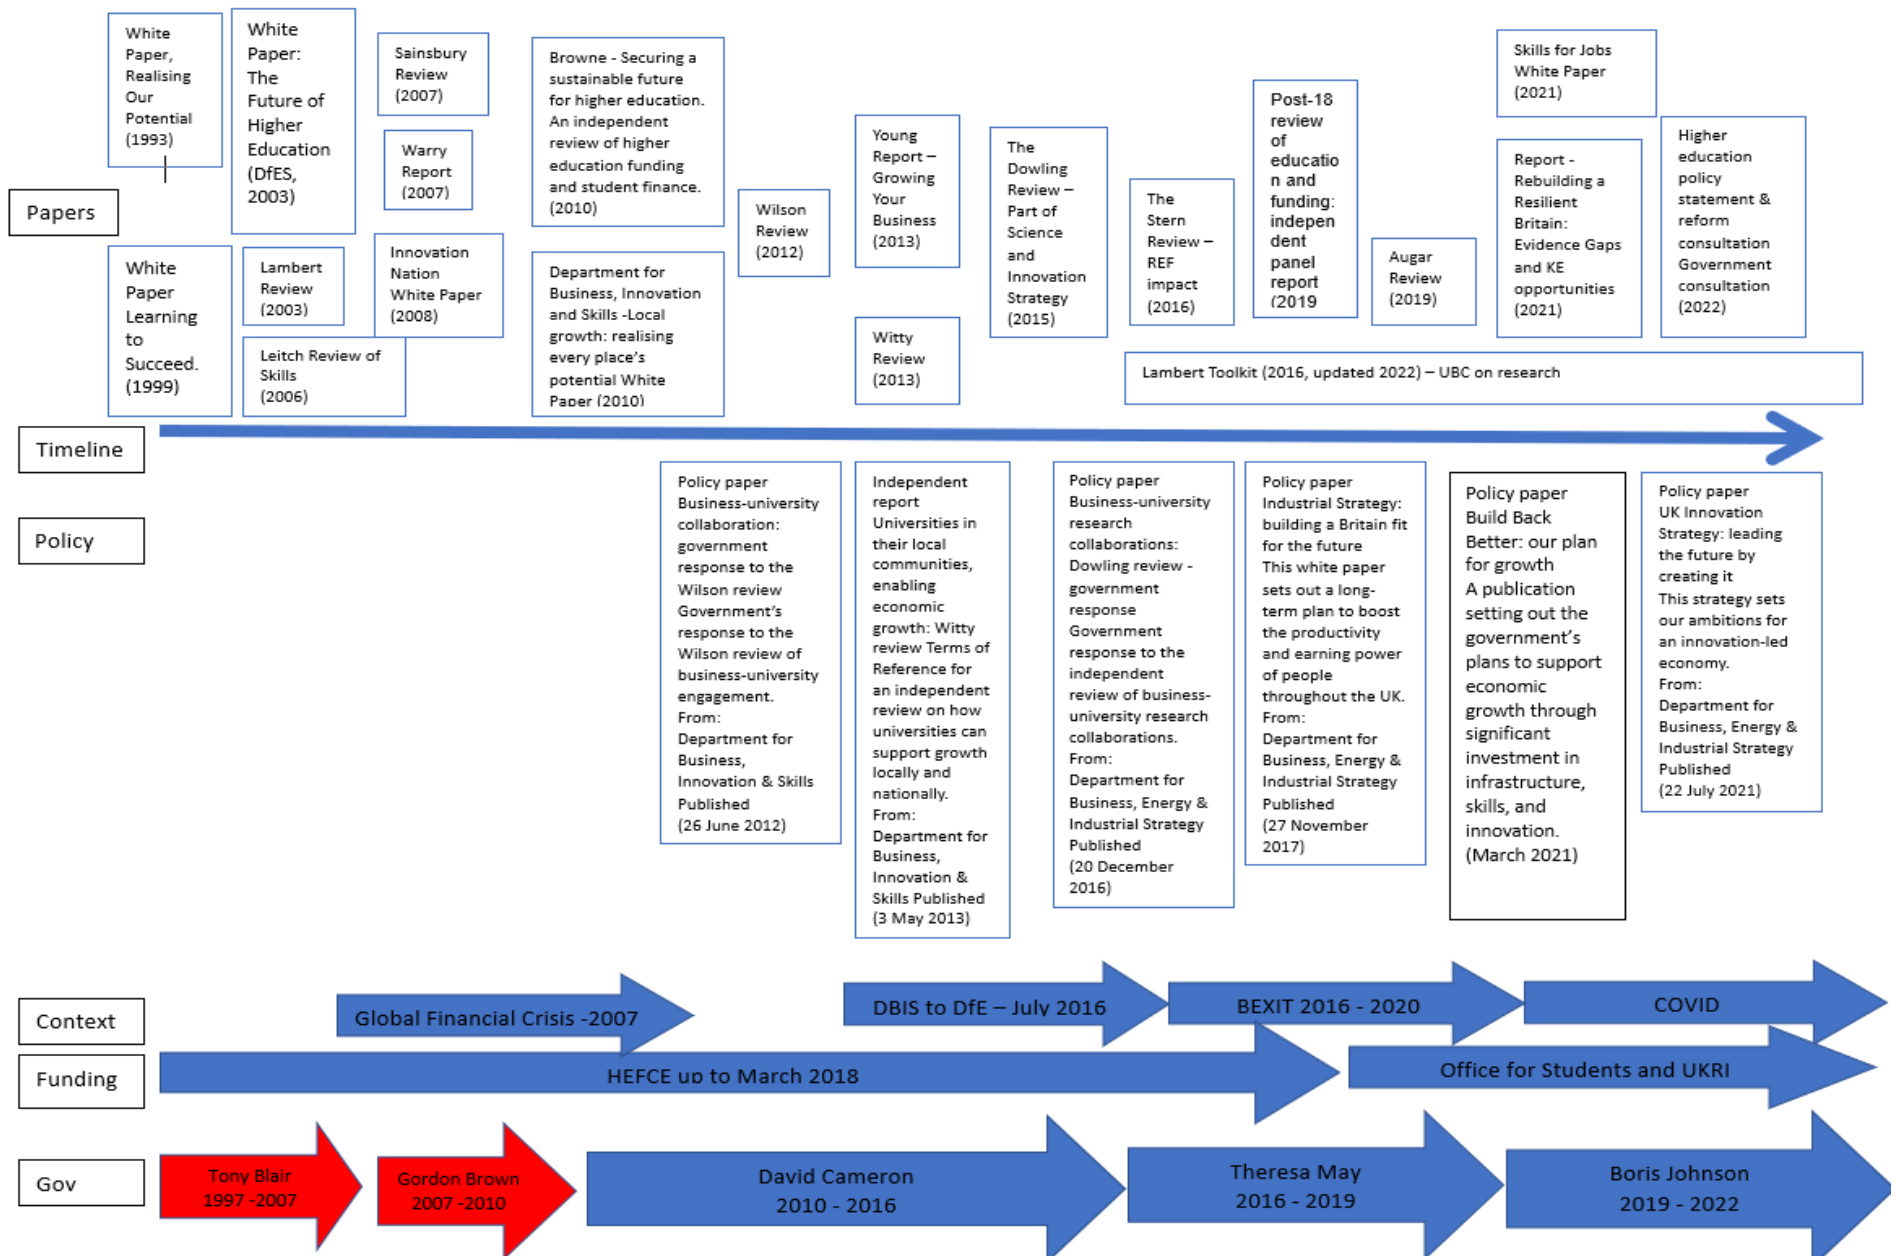 White
Paper,
Realising
Our
Potential
(1993)
White
Paper:
The
Future of
Higher
Education
(DfES,
2003)
Sainsbury
Review
(2007)
Warry
Report
(2007)
Browne - Securing a
sustainable future
for higher education.
An independent
review of higher
education funding
and student finance.
(2010)
Wilson
Review
(2012)
Young
Report –
Growing
Your
Business
(2013)
The
Dowling
Review –
Part of
Science
and
Innovation
Strategy
(2015)
The
Stern
Review –
REF
impact
(2016)
Post-18
review
of
educatio
n and
funding:
indepen
dent
panel
report
(2019
Augar
Review
(2019)
Skills for Jobs
White Paper
(2021)
Report -
Rebuilding a
Resilient
Britain:
Evidence Gaps
and KE
opportunities
(2021)
Higher
education
policy
statement &
reform
consultation
Government
consultation
(2022)
Papers
White
Paper
Learning
to
Succeed.
(1999)
Lambert
Review
(2003)
Leitch Review of
Skills
(2006)
Innovation
Nation
White Paper
(2008)
Department for
Business, Innovation
and Skills -Local
growth: realising
every place's
potential White
Paper (2010)
Witty
Review
(2013)
Lambert Toolkit (2016, updated 2022) – UBC on research
Timeline
Policy
Policy paper
Business-university
collaboration:
government
response to the
Wilson review
Government's
response to the
Wilson review of
business-university
engagement.
From:
Department for
Business,
Innovation & Skills
Published
(26 June 2012)
Independent
report
Universities in
their local
communities,
enabling
economic
growth: Witty
review Terms of
Reference for
an independent
review on how
universities can
support growth
locally and
nationally.
From:
Department for
Business,
Innovation &
Skills Published
(3 May 2013)
Policy paper
Business-university
research
collaborations:
Dowling review -
government
response
Government
response to the
independent
review of business-
university research
collaborations.
From:
Department for
Business, Energy &
Industrial Strategy
Published
(20 December
2016)
Policy paper
Industrial Strategy:
building a Britain fit
for the future
This white paper
sets out a long-
term plan to boost
the productivity
and earning power
of people
throughout the UK.
From:
Department for
Business, Energy &
Industrial Strategy
Published
(27 November
2017)
Policy paper
Build Back
Better: our plan
for growth
A publication
setting out the
government's
plans to support
economic
growth through
significant
investment in
infrastructure,
skills, and
innovation.
(March 2021)
Policy paper
UK Innovation
Strategy: leading
the future by
creating it
This strategy sets
our ambitions for
an innovation-led
economy.
From:
Department for
Business, Energy &
Industrial Strategy
Published
(22 July 2021)
Context
Global Financial Crisis -2007
DBIS to DfE – July 2016
BEXIT 2016 - 2020
COVID
Funding
HEFCE up to March 2018
Office for Students and UKRI
Gov
Tony Blair
1997 -2007
Gordon Brown
2007 -2010
David Cameron
2010 - 2016
Theresa May
2016 - 2019
Boris Johnson
2019 - 2022